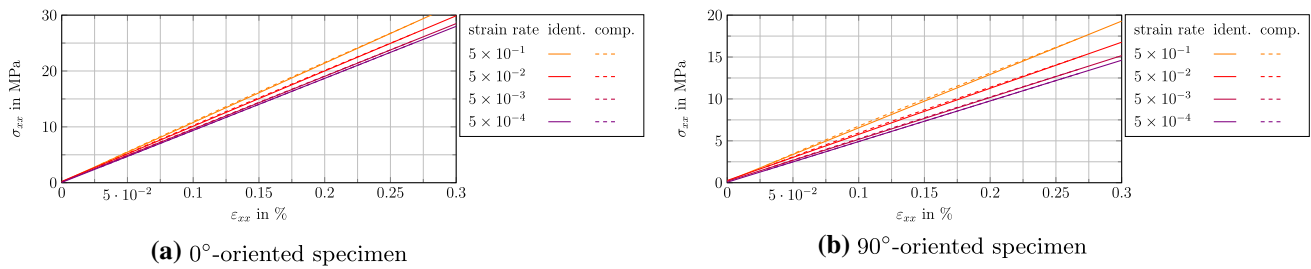 30
20
10
0
σxx in MPa
0
5 · 10⁻²
0.1
0.15
0.2
0.25
0.3
εxx in %
strain rate ident. comp.
5 × 10⁻¹
5 × 10⁻²
5 × 10⁻³
5 × 10⁻⁴
(a) 0°-oriented specimen
20
15
10
5
0
σxx in MPa
0
5 · 10⁻²
0.1
0.15
0.2
0.25
0.3
εxx in %
strain rate ident. comp.
5 × 10⁻¹
5 × 10⁻²
5 × 10⁻³
5 × 10⁻⁴
(b) 90°-oriented specimen